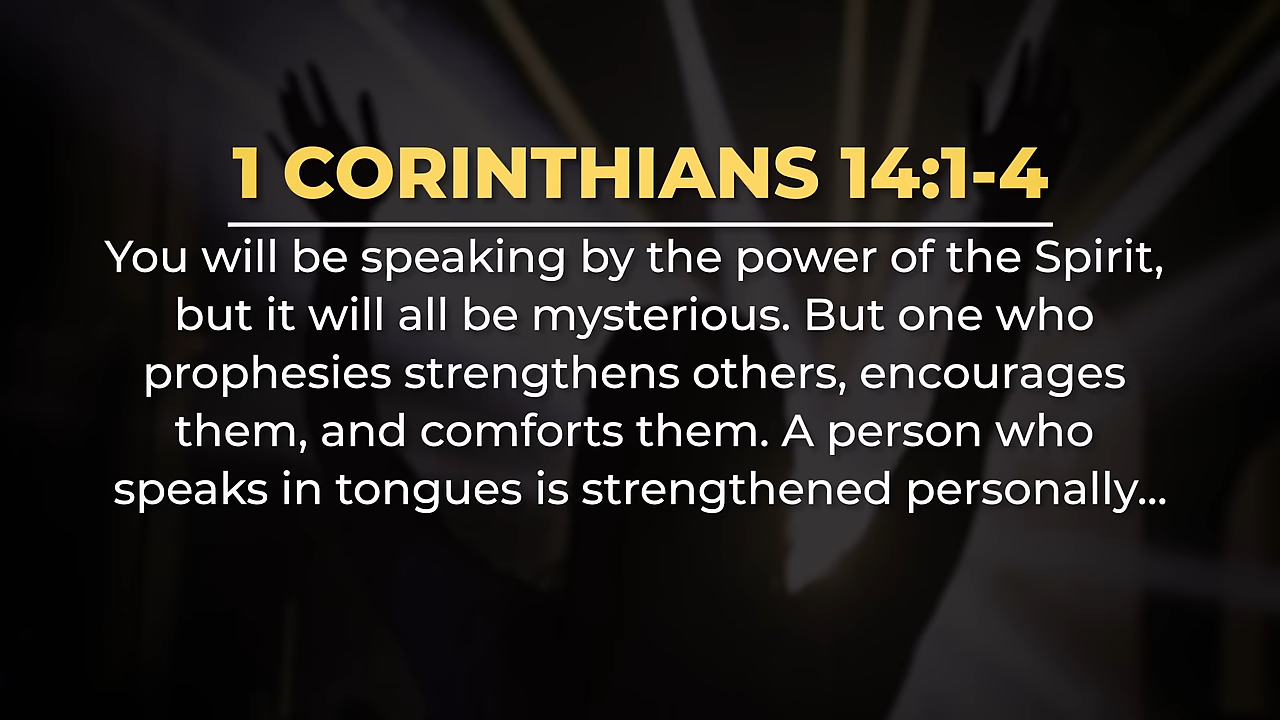 1 CORINTHIANS 14:1-4
You will be speaking by the power of the Spirit,
but it will all be mysterious. But one who
prophesies strengthens others, encourages
them, and comforts them. A person who
speaks in tongues is strengthened personally...